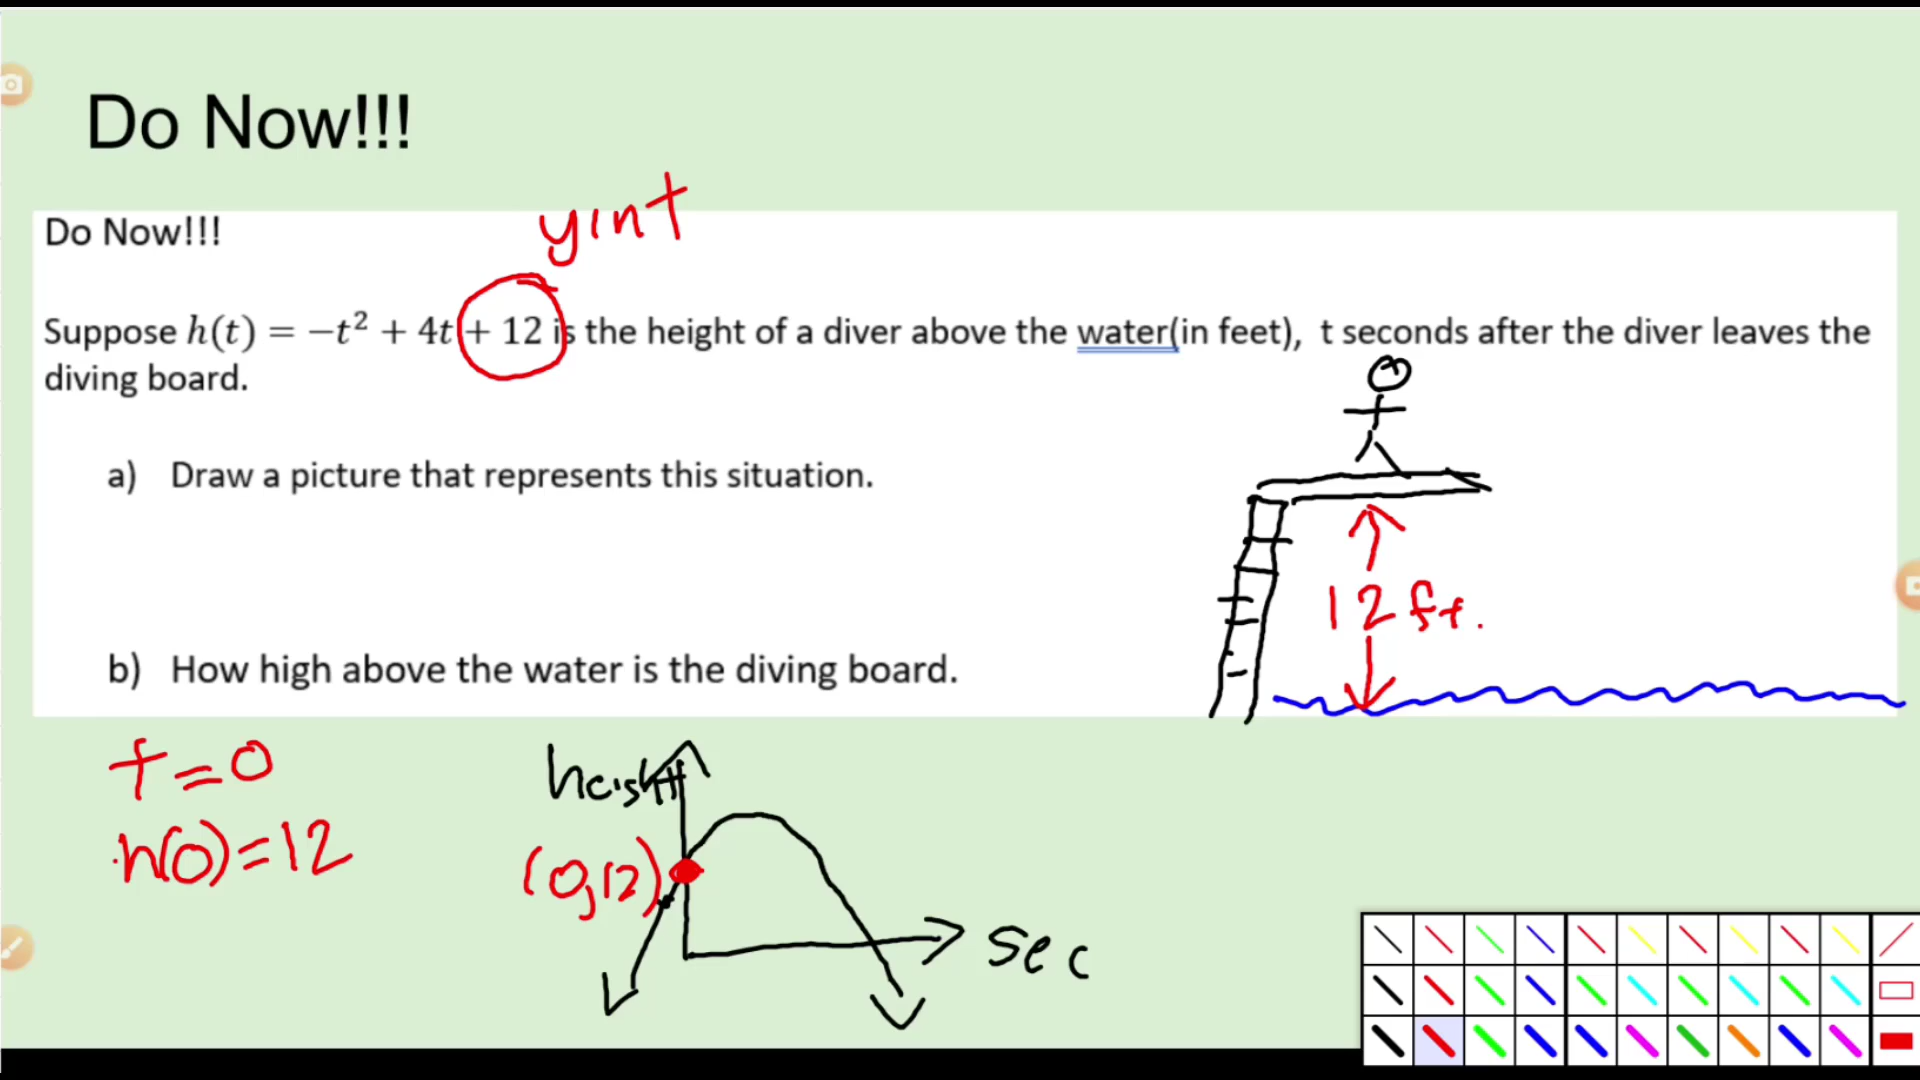 Do Now!!!
Do Now!!!
yint
Suppose h(t) = −t² + 4t + 12 is the height of a diver above the water(in feet), t seconds after the diver leaves the
diving board.
a) Draw a picture that represents this situation.
12 ft.
b) How high above the water is the diving board.
t=0
h(0)=12
height
(0,12)
sec